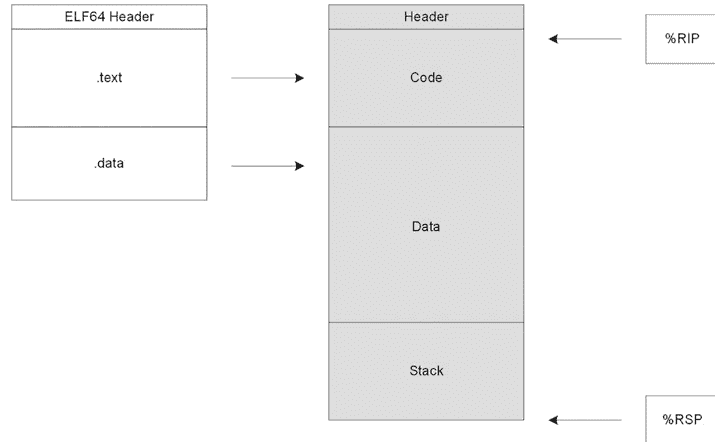 ELF64 Header
.text
.data
Header
Code
Data
Stack
%RIP
%RSP